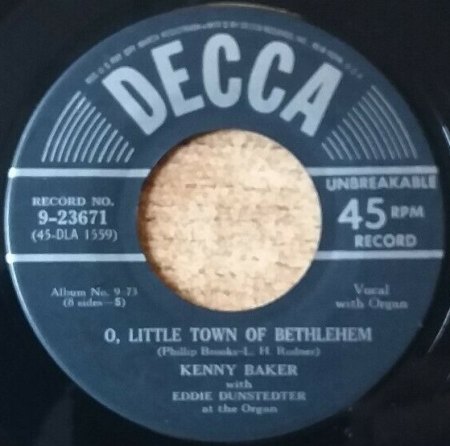 DECCA
RECORD NO.
9-23671
(45-DLA 1559)
UNBREAKABLE
45 RPM
RECORD
Album No. 9-73
(8 sides—5)
Vocal
with Organ
O, LITTLE TOWN OF BETHLEHEM
(Phillip Brooks-L. H. Redner)
KENNY BAKER
with
EDDIE DUNSTEDTER
at the Organ